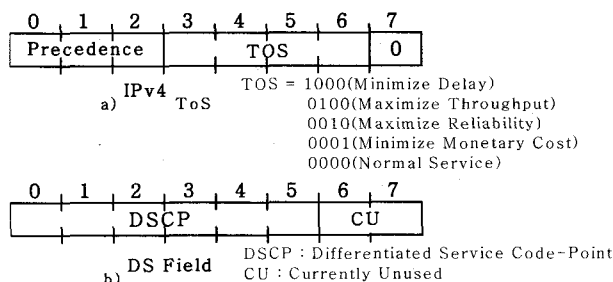 0 1 2 3 4 5 6 7
Precedence TOS 0
a) IPv4 ToS
TOS = 1000(Minimize Delay)
0100(Maximize Throughput)
0010(Maximize Reliability)
0001(Minimize Monetary Cost)
0000(Normal Service)
0 1 2 3 4 5 6 7
DSCP CU
b) DS Field
DSCP : Differentiated Service Code-Point
CU : Currently Unused